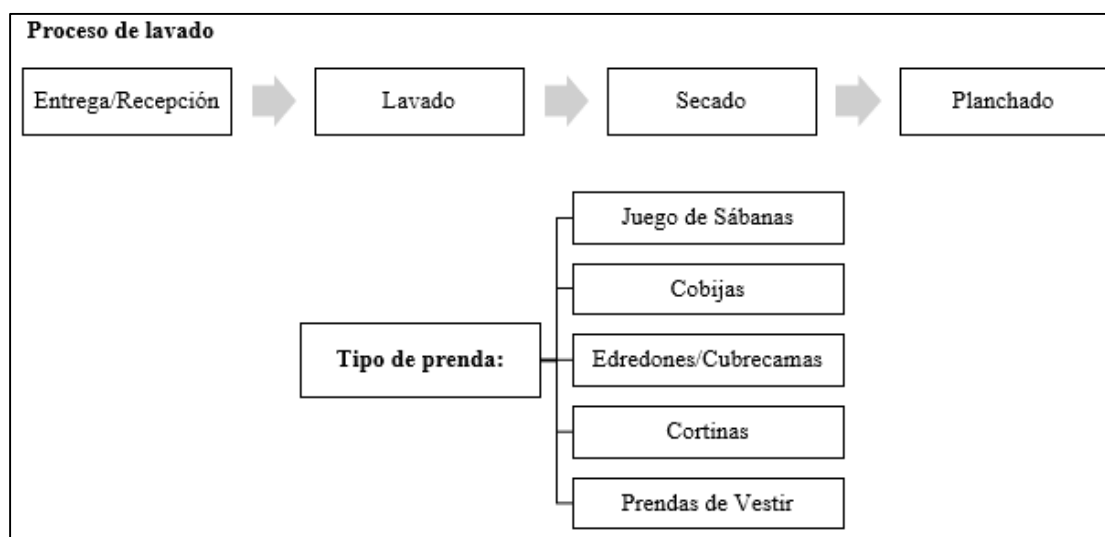 Proceso de lavado
Entrega/Recepción
Lavado
Secado
Planchado
Juego de Sábanas
Cobijas
Tipo de prenda:
Edredones/Cubrecamas
Cortinas
Prendas de Vestir